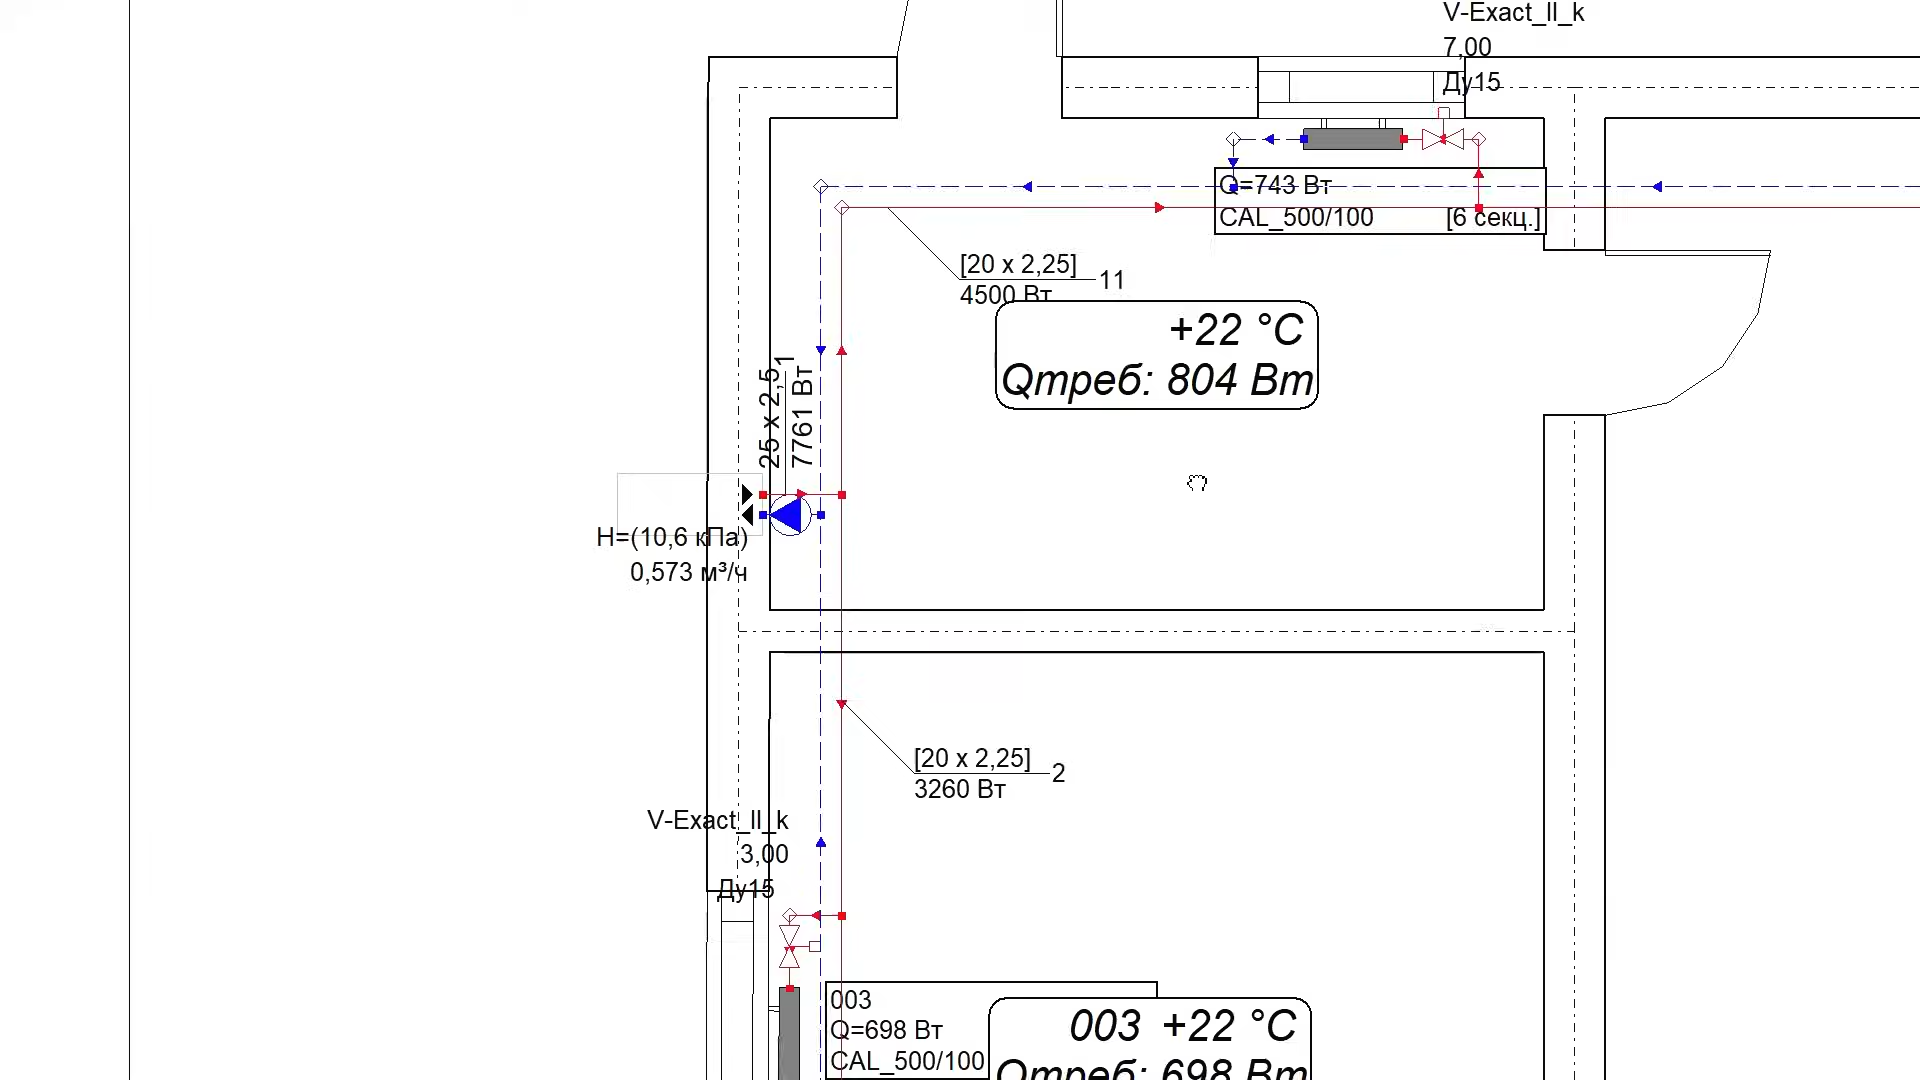 V-Exact_II_k
7,00
Ду15
Q=743 Вт
CAL_500/100 [6 секц.]
[20 x 2,25] 11
4500 Вт
+22 °C
Qтреб: 804 Вт
25 x 2,5 1
7761 Вт
H=(10,6 кПа)
0,573 м³/ч
[20 x 2,25] 2
3260 Вт
V-Exact_II_k
3,00
Ду15
003
Q=698 Вт
CAL_500/100
003 +22 °C
Qтреб: 698 Вт